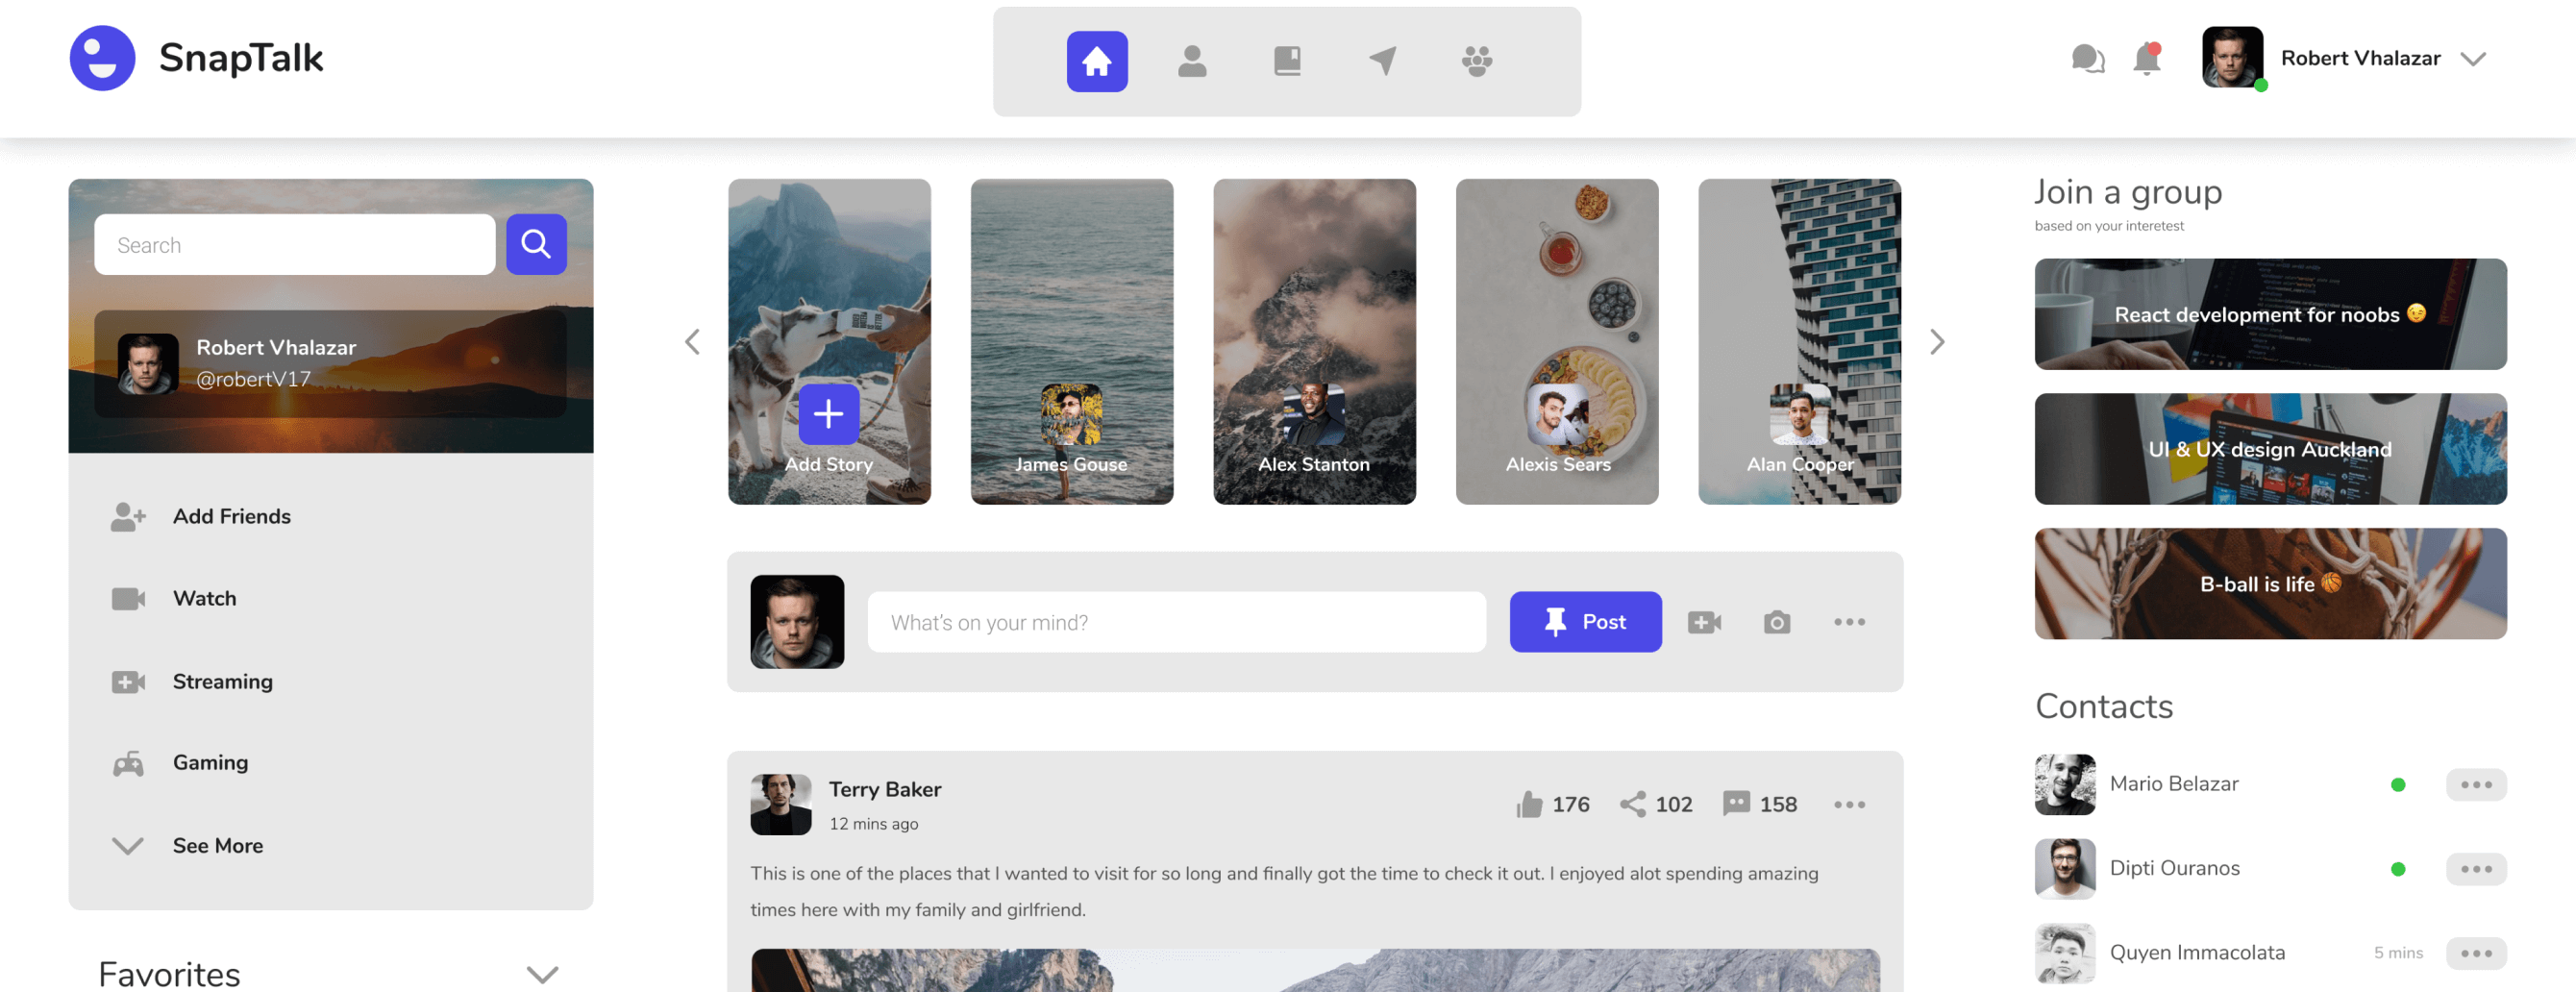 SnapTalk
Robert Vhalazar
Search
Robert Vhalazar
@robertV17
Add Friends
Watch
Streaming
Gaming
See More
Favorites
Add Story
James Gouse
Alex Stanton
Alexis Sears
Alan Cooper
What's on your mind?
Post
Terry Baker
12 mins ago
176
102
158
This is one of the places that I wanted to visit for so long and finally got the time to check it out. I enjoyed alot spending amazing
times here with my family and girlfriend.
Join a group
based on your interetest
React development for noobs 😉
UI & UX design Auckland
B-ball is life 🏀
Contacts
Mario Belazar
Dipti Ouranos
Quyen Immacolata
5 mins